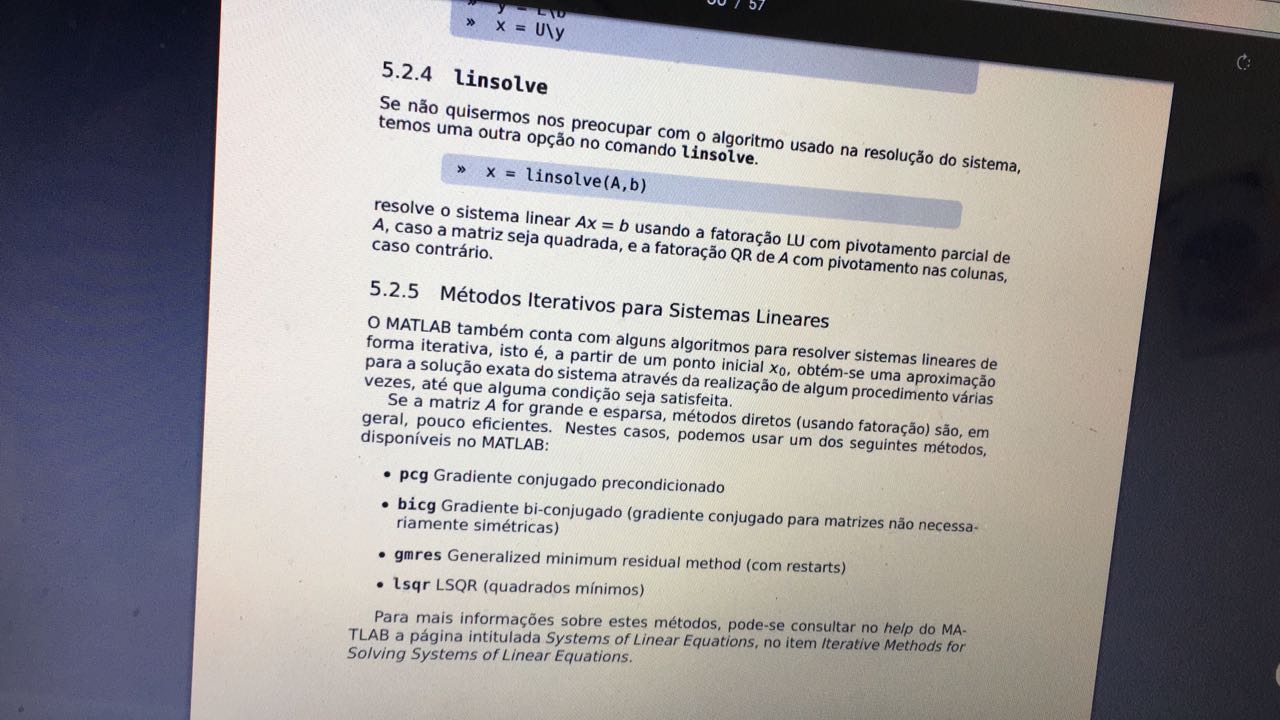 / 57
» y = L\b
» x = U\y
5.2.4 linsolve
Se não quisermos nos preocupar com o algoritmo usado na resolução do sistema,
temos uma outra opção no comando linsolve.
» x = linsolve(A,b)
resolve o sistema linear Ax = b usando a fatoração LU com pivotamento parcial de
A, caso a matriz seja quadrada, e a fatoração QR de A com pivotamento nas colunas,
caso contrário.
5.2.5 Métodos Iterativos para Sistemas Lineares
O MATLAB também conta com alguns algoritmos para resolver sistemas lineares de
forma iterativa, isto é, a partir de um ponto inicial x₀, obtém-se uma aproximação
para a solução exata do sistema através da realização de algum procedimento várias
vezes, até que alguma condição seja satisfeita.
Se a matriz A for grande e esparsa, métodos diretos (usando fatoração) são, em
geral, pouco eficientes. Nestes casos, podemos usar um dos seguintes métodos,
disponíveis no MATLAB:
• pcg Gradiente conjugado precondicionado
• bicg Gradiente bi-conjugado (gradiente conjugado para matrizes não necessa-
riamente simétricas)
• gmres Generalized minimum residual method (com restarts)
• lsqr LSQR (quadrados mínimos)
Para mais informações sobre estes métodos, pode-se consultar no help do MA-
TLAB a página intitulada Systems of Linear Equations, no item Iterative Methods for
Solving Systems of Linear Equations.